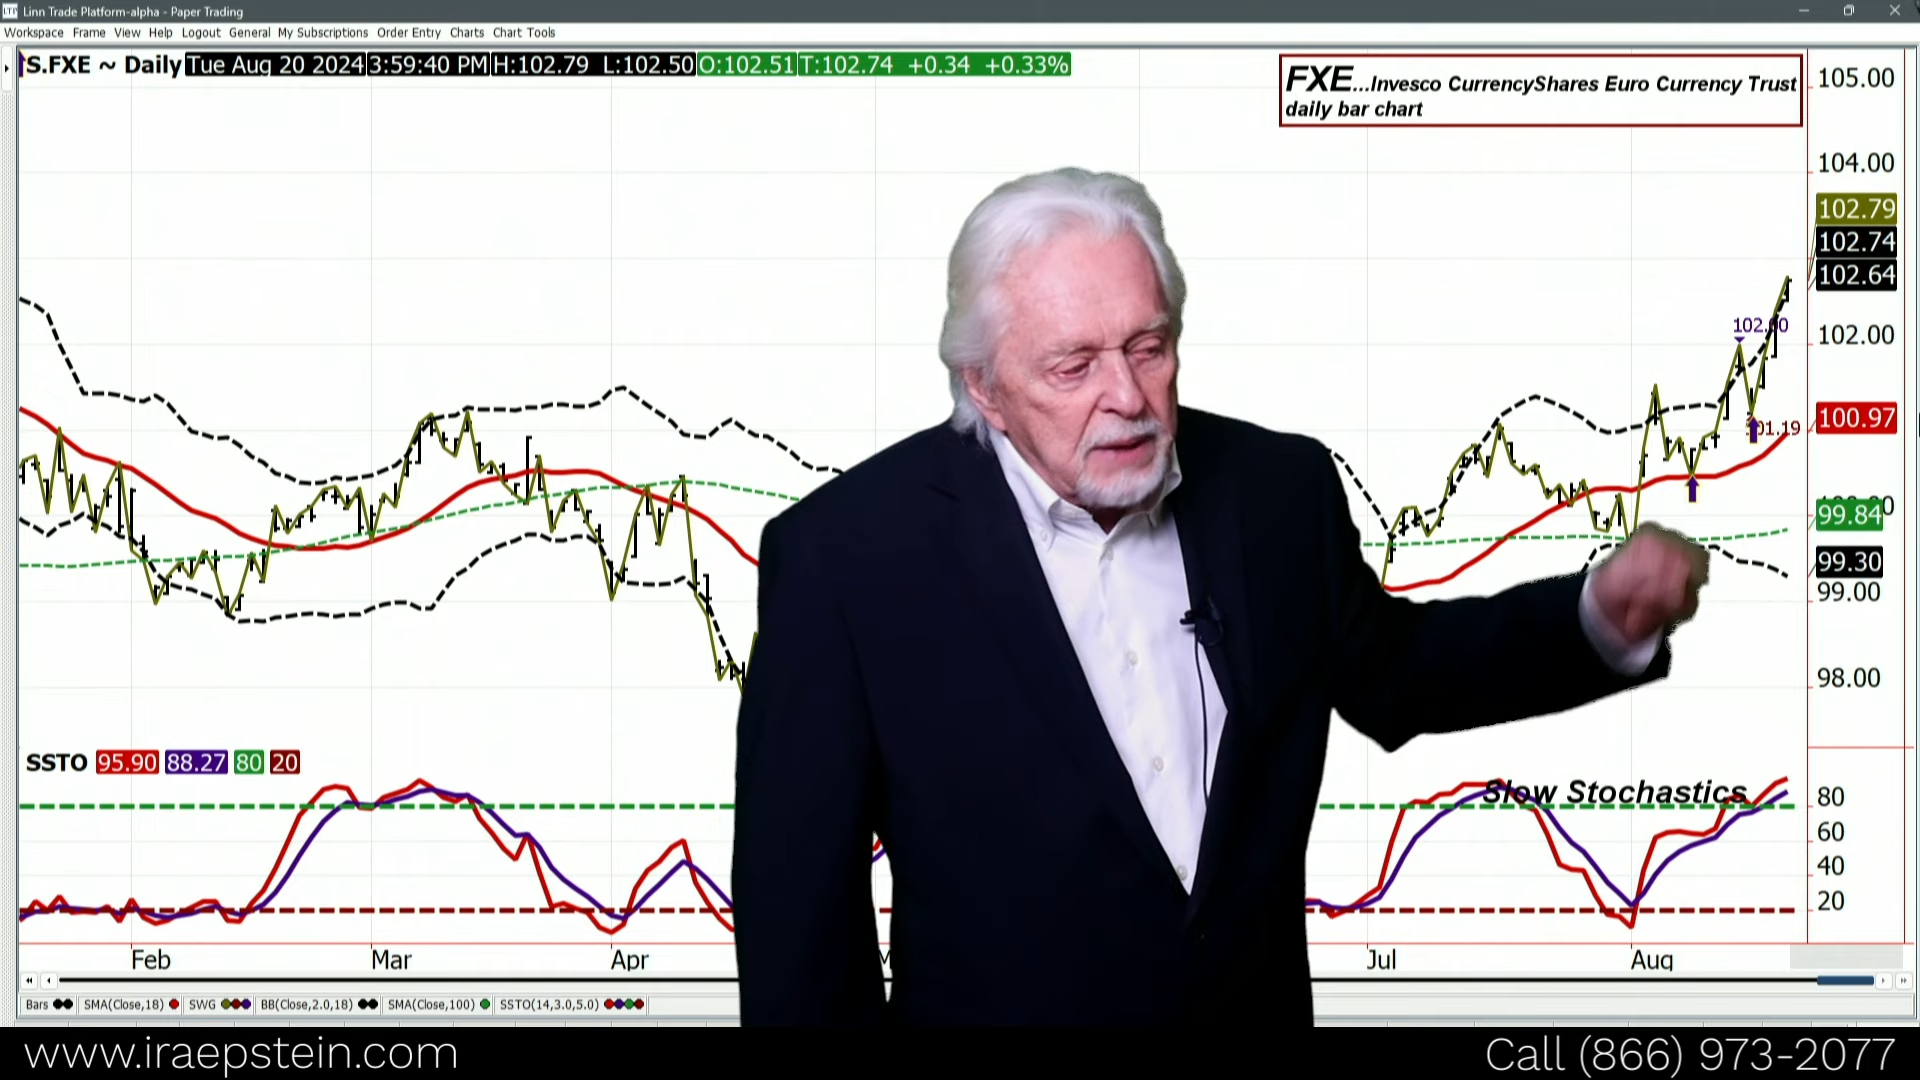 Linn Trade Platform-alpha - Paper Trading
Workspace Frame View Help Logout General My Subscriptions Order Entry Charts Chart Tools
S.FXE ~ Daily Tue Aug 20 2024 3:59:40 PM H:102.79 L:102.50 O:102.51 T:102.74 +0.34 +0.33%
FXE...Invesco CurrencyShares Euro Currency Trust
daily bar chart
105.00
104.00
102.79
102.74
102.64
102.00
102.00
100.97
101.19
99.84
99.30
99.00
98.00
SSTO 95.90 88.27 80 20
Slow Stochastics
80
60
40
20
Feb Mar Apr Jul Aug
Bars SMA(Close,18) SWG BB(Close,2.0,18) SMA(Close,100) SSTO(14,3.0,5.0)
www.iraepstein.com Call (866) 973-2077